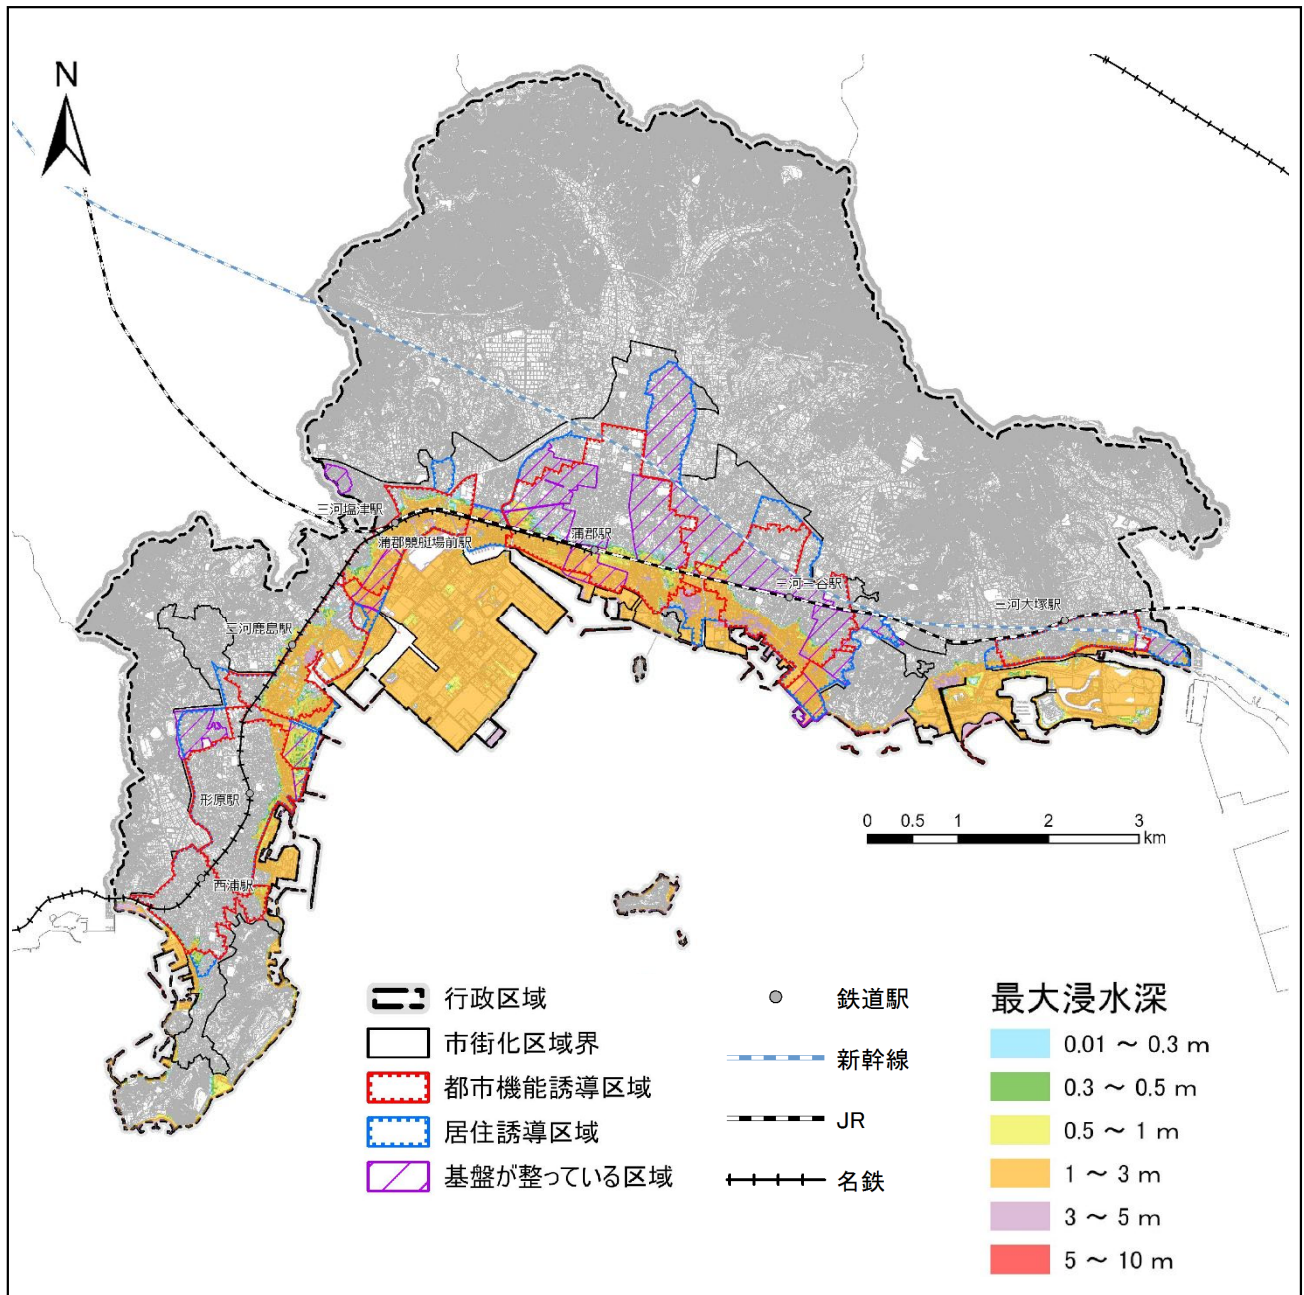 N
三河塩津駅
蒲郡競艇場前駅
蒲郡駅
三河三谷駅
三河大塚駅
三河鹿島駅
形原駅
西浦駅
0 0.5 1 2 3
km
行政区域
市街化区域界
都市機能誘導区域
居住誘導区域
基盤が整っている区域
鉄道駅
新幹線
JR
名鉄
最大浸水深
0.01 ～ 0.3 m
0.3 ～ 0.5 m
0.5 ～ 1 m
1 ～ 3 m
3 ～ 5 m
5 ～ 10 m